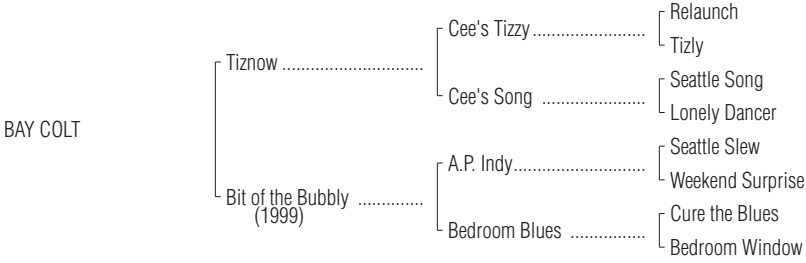 Relaunch
Cee's Tizzy........................
Tizly
Tiznow ..............................
Seattle Song
Cee's Song ......................
Lonely Dancer
BAY COLT
Seattle Slew
A.P. Indy............................
Weekend Surprise
Bit of the Bubbly ..............
(1999)
Cure the Blues
Bedroom Blues ................
Bedroom Window